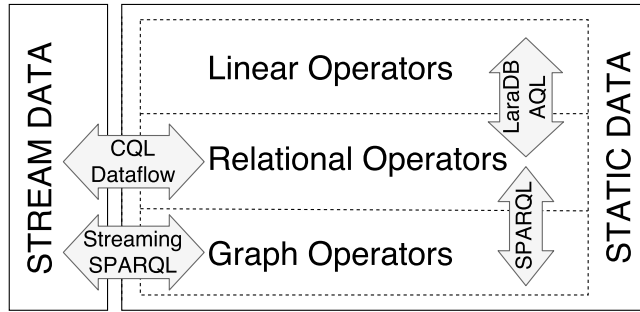 STREAM DATA
Linear Operators
LaraDB
AQL
CQL
Dataflow
Relational Operators
Streaming
SPARQL
Graph Operators
SPARQL
STATIC DATA